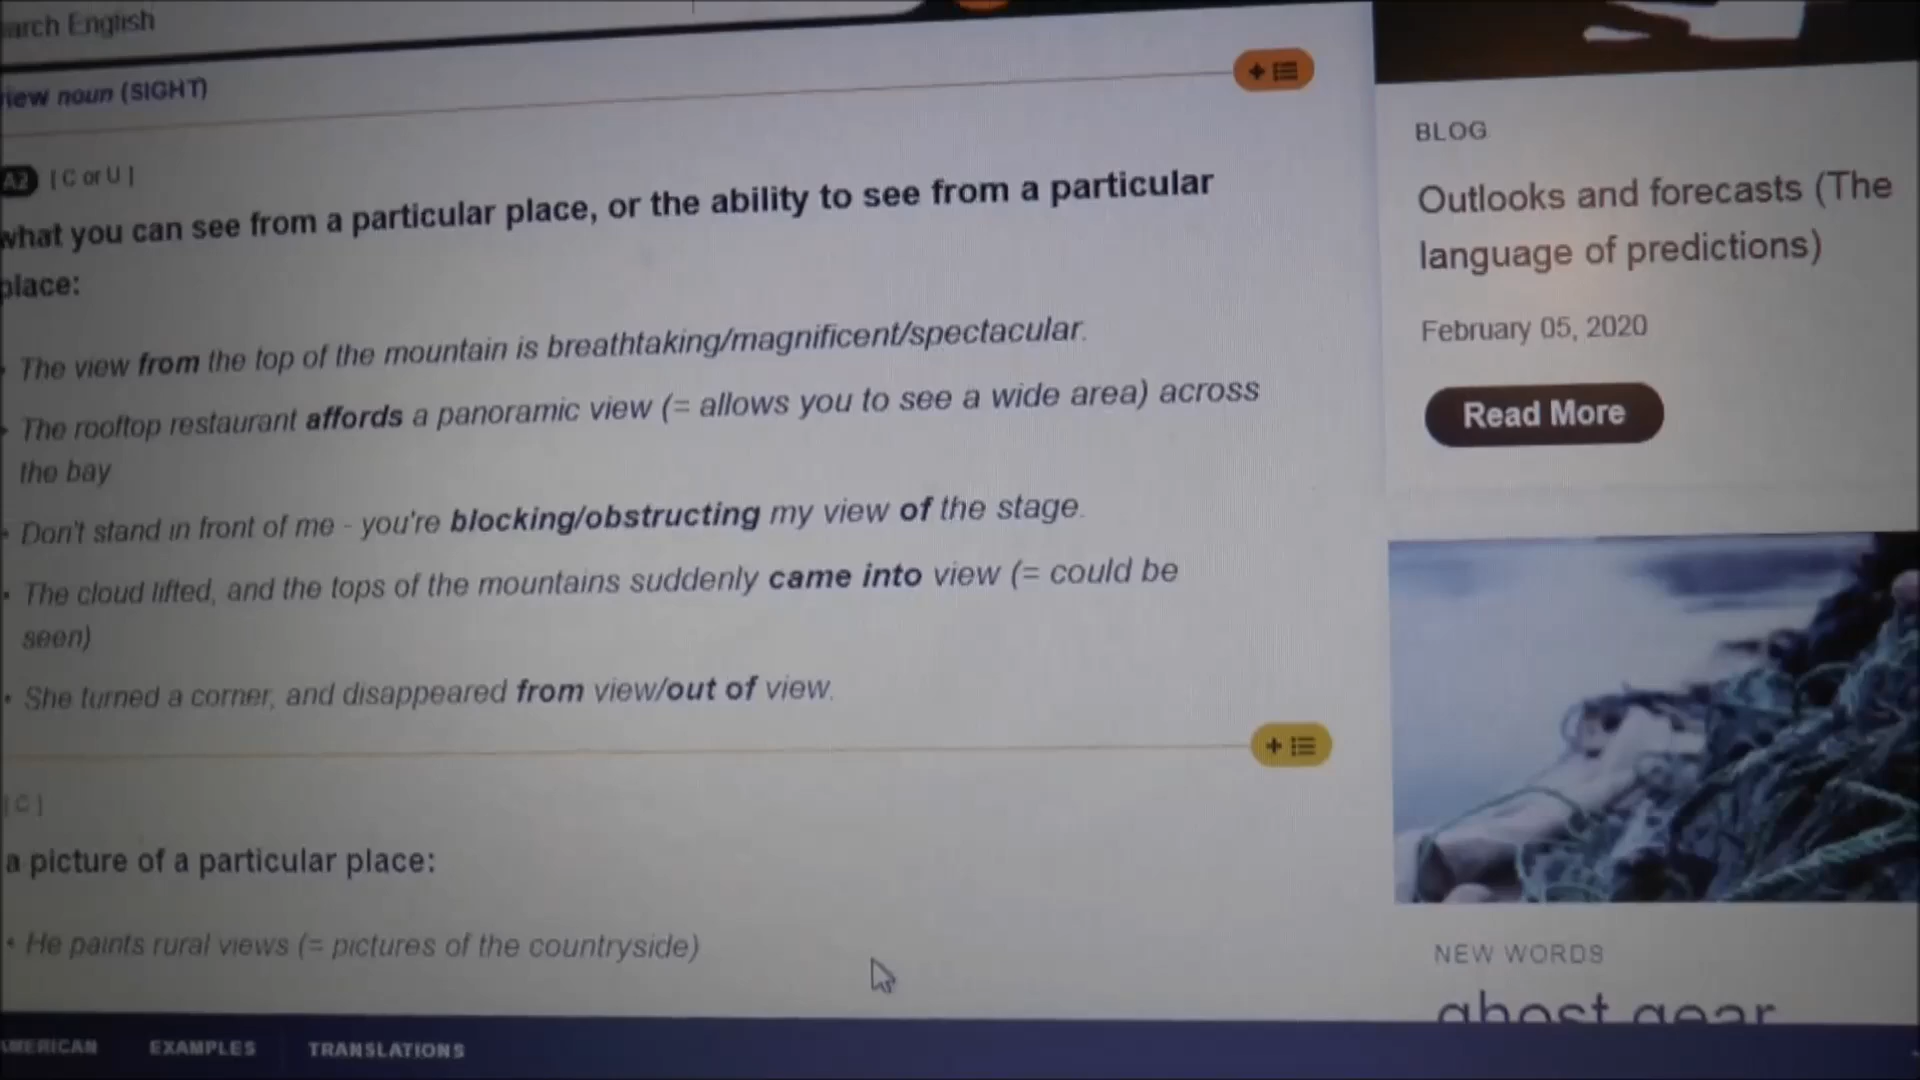 arch English
iew noun (SIGHT)
A2 [ C or U ]
what you can see from a particular place, or the ability to see from a particular
place:
The view from the top of the mountain is breathtaking/magnificent/spectacular.
The rooftop restaurant affords a panoramic view (= allows you to see a wide area) across
the bay
Don't stand in front of me - you're blocking/obstructing my view of the stage.
The cloud lifted, and the tops of the mountains suddenly came into view (= could be
seen)
She turned a corner, and disappeared from view/out of view.
[ C ]
a picture of a particular place:
He paints rural views (= pictures of the countryside)
AMERICAN EXAMPLES TRANSLATIONS
BLOG
Outlooks and forecasts (The
language of predictions)
February 05, 2020
Read More
NEW WORDS
ghost gear